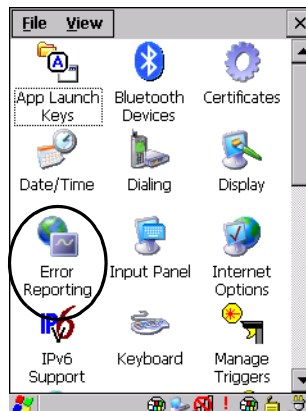 File View
App Launch Keys
Bluetooth Devices
Certificates
Date/Time
Dialing
Display
Error Reporting
Input Panel
Internet Options
IPv6
IPv6 Support
Keyboard
Manage Triggers